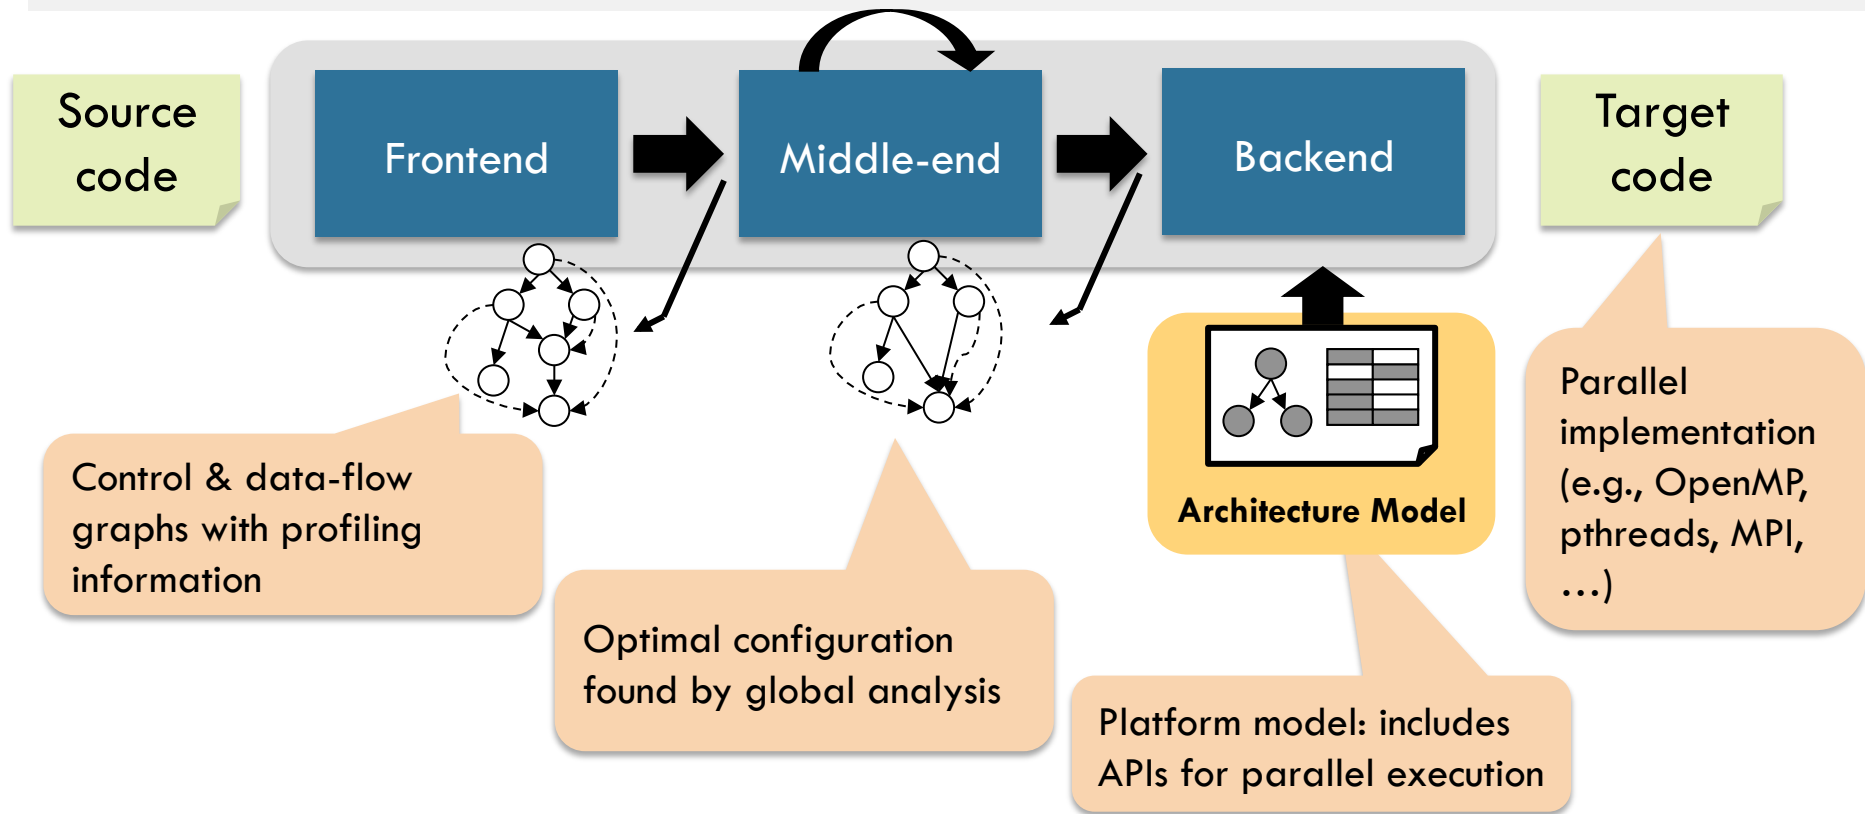 Source
code
Frontend
Middle-end
Backend
Target
code
Control & data-flow
graphs with profiling
information
Optimal configuration
found by global analysis
Architecture Model
Platform model: includes
APIs for parallel execution
Parallel
implementation
(e.g., OpenMP,
pthreads, MPI,
…)